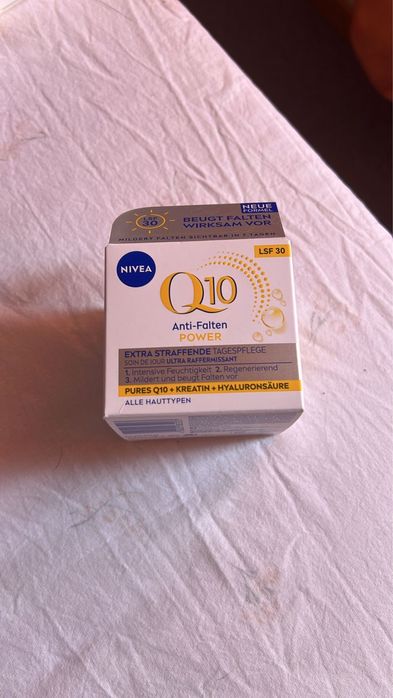 NEUE
FORMEL
LSF
30
BEUGT FALTEN
WIRKSAM VOR
MILDERT FALTEN SICHTBAR IN 7 TAGEN
LSF 30
NIVEA
Q10
Anti-Falten
POWER
EXTRA STRAFFENDE TAGESPFLEGE
SOIN DE JOUR ULTRA RAFFERMISSANT
1. Intensive Feuchtigkeit 2. Regenerierend
3. Mildert und beugt Falten vor
PURES Q10 + KREATIN + HYALURONSÄURE
ALLE HAUTTYPEN